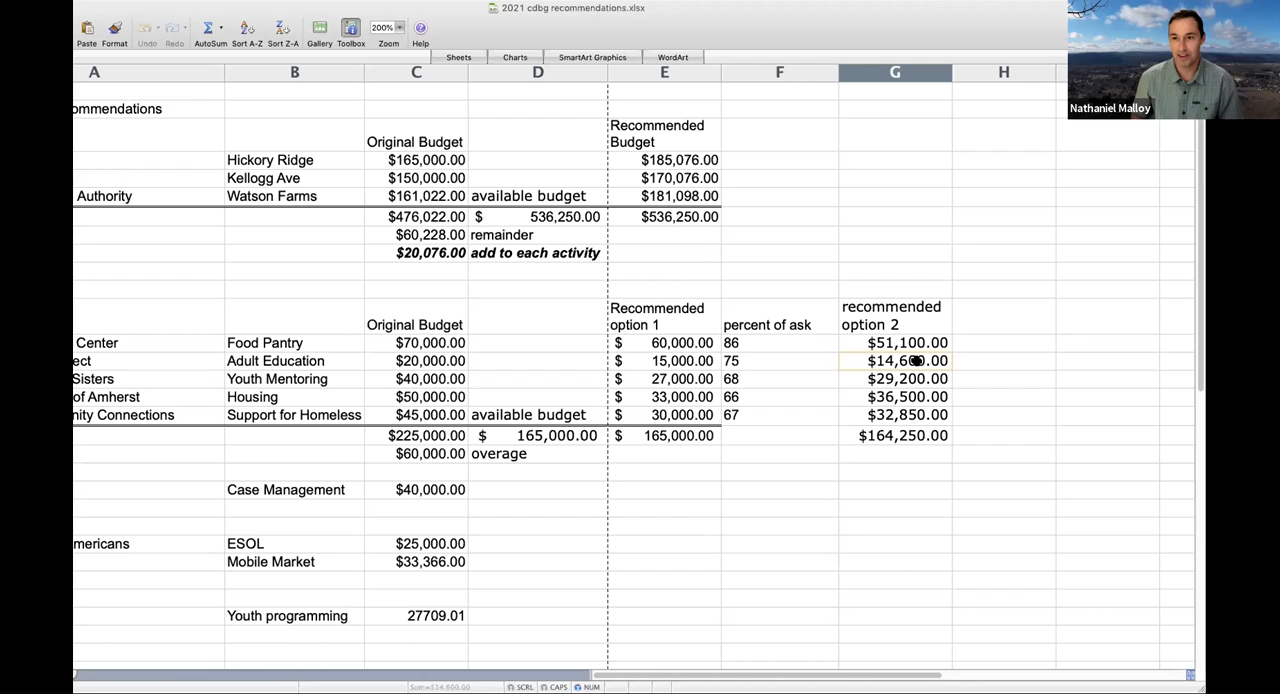 2021 cdbg recommendations.xlsx
Paste Format Undo Redo AutoSum Sort A-Z Sort Z-A Gallery Toolbox 200% Zoom Help
Sheets Charts SmartArt Graphics WordArt
A B C D E F G H
Nathaniel Malloy
ommendations
Original Budget Recommended Budget
Hickory Ridge $165,000.00 $185,076.00
Kellogg Ave $150,000.00 $170,076.00
Authority Watson Farms $161,022.00 available budget $181,098.00
$476,022.00 $ 536,250.00 $536,250.00
$60,228.00 remainder
$20,076.00 add to each activity
Original Budget Recommended option 1 percent of ask recommended option 2
Center Food Pantry $70,000.00 $ 60,000.00 86 $51,100.00
ect Adult Education $20,000.00 $ 15,000.00 75 $14,600.00
Sisters Youth Mentoring $40,000.00 $ 27,000.00 68 $29,200.00
of Amherst Housing $50,000.00 $ 33,000.00 66 $36,500.00
nity Connections Support for Homeless $45,000.00 available budget $ 30,000.00 67 $32,850.00
$225,000.00 $ 165,000.00 $ 165,000.00 $164,250.00
$60,000.00 overage
Case Management $40,000.00
mericans ESOL $25,000.00
Mobile Market $33,366.00
Youth programming 27709.01
Sum=$14,600.00 SCRL CAPS NUM